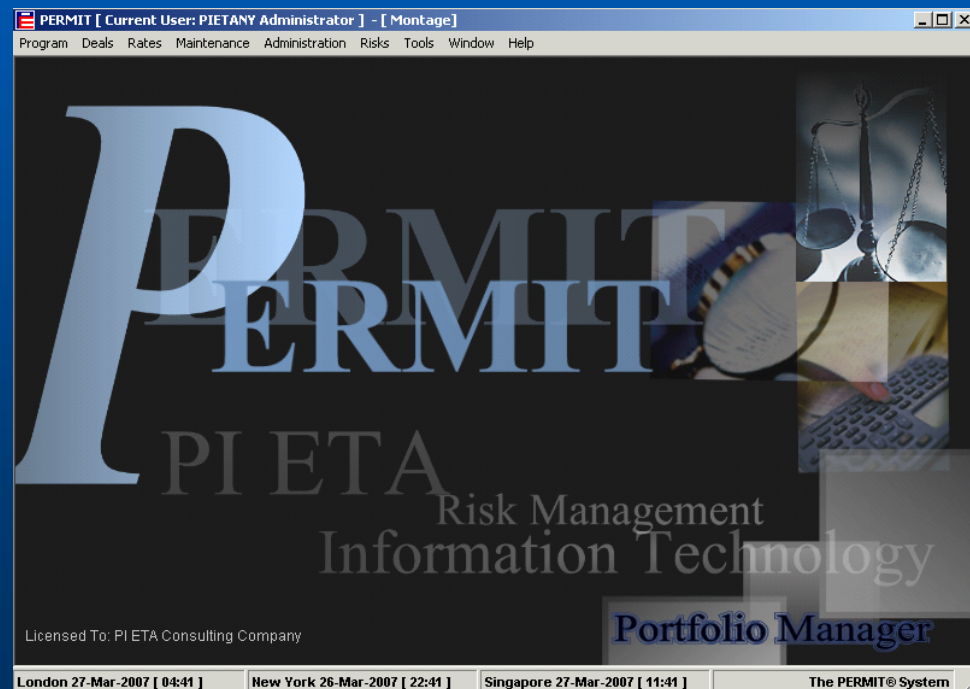 PERMIT [ Current User: PIETANY Administrator ] - [ Montage]
Program Deals Rates Maintenance Administration Risks Tools Window Help
PERMIT
PERMIT
PI ETA
Risk Management
Information Technology
Portfolio Manager
Licensed To: PI ETA Consulting Company
London 27-Mar-2007 [ 04:41 ] New York 26-Mar-2007 [ 22:41 ] Singapore 27-Mar-2007 [ 11:41 ] The PERMIT® System